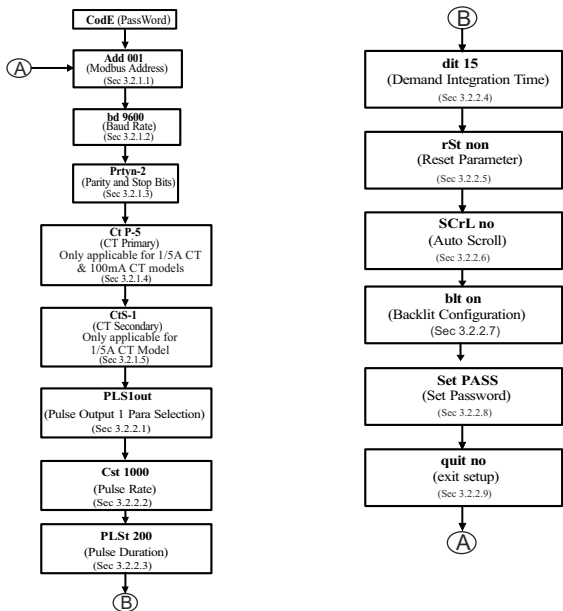 CodE (PassWord)
A
Add 001
(Modbus Address)
(Sec 3.2.1.1)
bd 9600
(Baud Rate)
(Sec 3.2.1.2)
Prtyn-2
(Parity and Stop Bits)
(Sec 3.2.1.3)
Ct P-5
(CT Primary)
Only applicable for 1/5A CT
& 100mA CT models
(Sec 3.2.1.4)
CtS-1
(CT Secondary)
Only applicable for
1/5A CT Model
(Sec 3.2.1.5)
PLS1out
(Pulse Output 1 Para Selection)
(Sec 3.2.2.1)
Cst 1000
(Pulse Rate)
(Sec 3.2.2.2)
PLSt 200
(Pulse Duration)
(Sec 3.2.2.3)
B
B
dit 15
(Demand Integration Time)
(Sec 3.2.2.4)
rSt non
(Reset Parameter)
(Sec 3.2.2.5)
SCrL no
(Auto Scroll)
(Sec 3.2.2.6)
blt on
(Backlit Configuration)
(Sec 3.2.2.7)
Set PASS
(Set Password)
(Sec 3.2.2.8)
quit no
(exit setup)
(Sec 3.2.2.9)
A